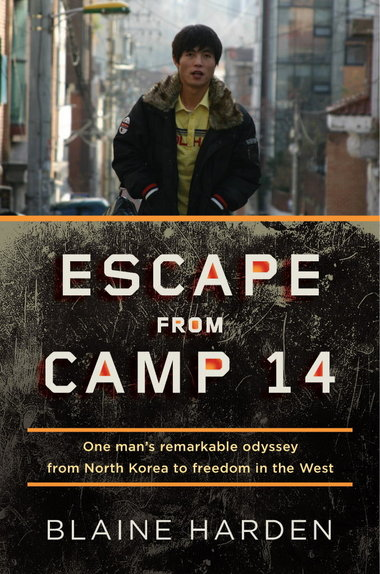 ESCAPE
FROM
CAMP 14
One man's remarkable odyssey
from North Korea to freedom in the West
BLAINE HARDEN